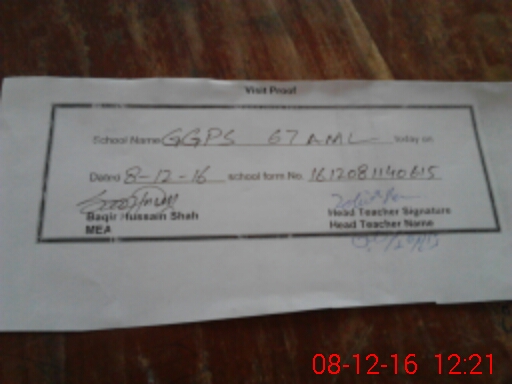 Visit Proof
School Name GGPS 67 AML today on
Dated 8-12-16 school form No. 1612081140615
Baqir Hussain Shah Head Teacher Signature
MEA Head Teacher Name
08-12-16 12:21